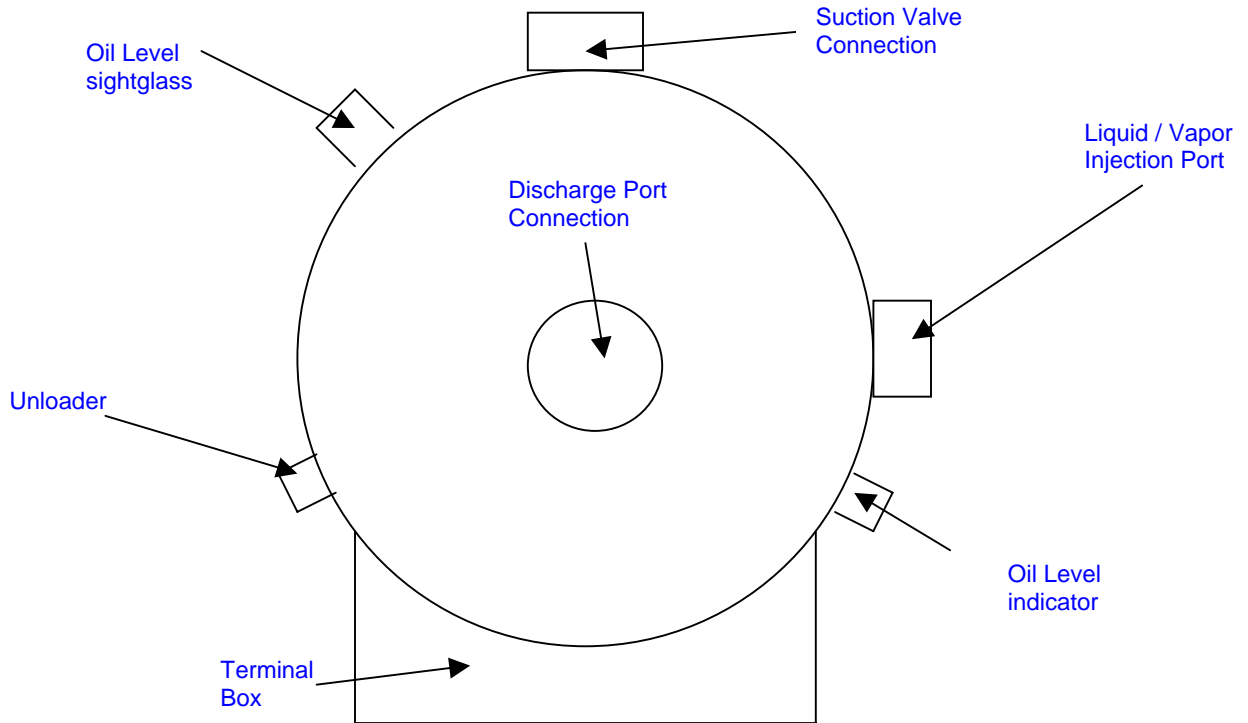 Suction Valve
Connection
Oil Level
sightglass
Liquid / Vapor
Injection Port
Discharge Port
Connection
Unloader
Oil Level
indicator
Terminal
Box